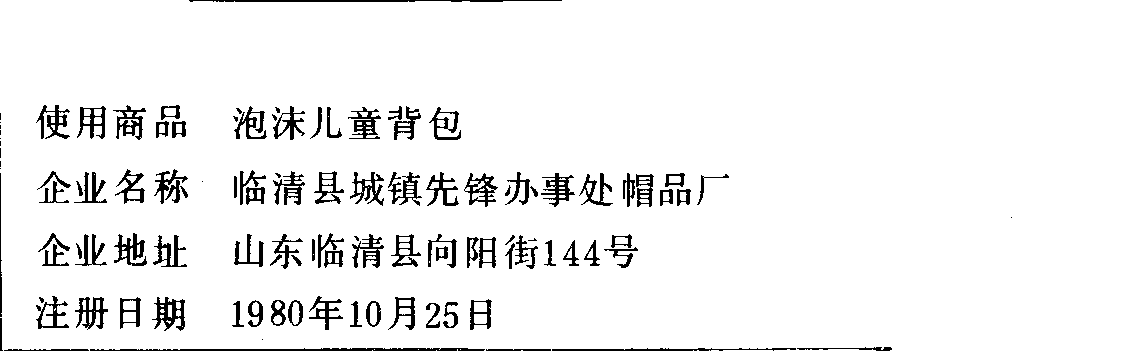 使用商品 泡沫儿童背包
企业名称 临清县城镇先锋办事处帽品厂
企业地址 山东临清县向阳街144号
注册日期 1980年10月25日